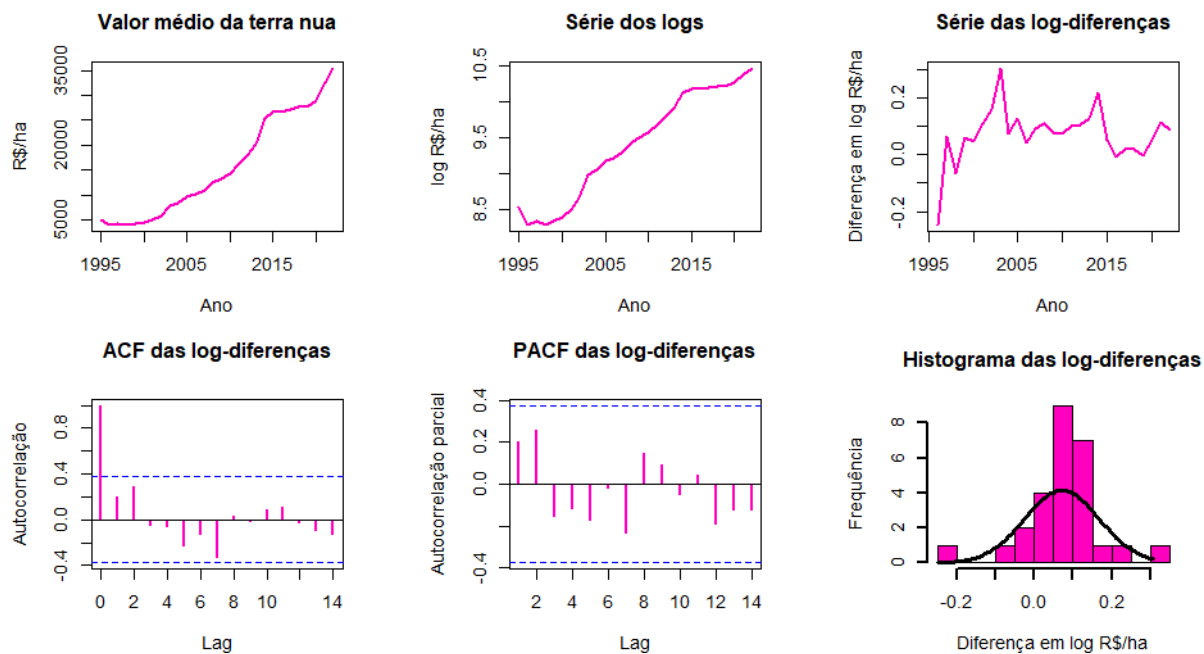 Valor médio da terra nua
R$/ha
5000 20000 35000
1995 2005 2015
Ano
Série dos logs
log R$/ha
8.5 9.5 10.5
1995 2005 2015
Ano
Série das log-diferenças
Diferença em log R$/ha
-0.2 0.0 0.2
1995 2005 2015
Ano
ACF das log-diferenças
Autocorrelação
-0.4 0.0 0.4 0.8
0 2 4 6 8 10 14
Lag
PACF das log-diferenças
Autocorrelação parcial
-0.4 0.0 0.2 0.4
2 4 6 8 10 12 14
Lag
Histograma das log-diferenças
Frequência
0 2 4 6 8
-0.2 0.0 0.2
Diferença em log R$/ha